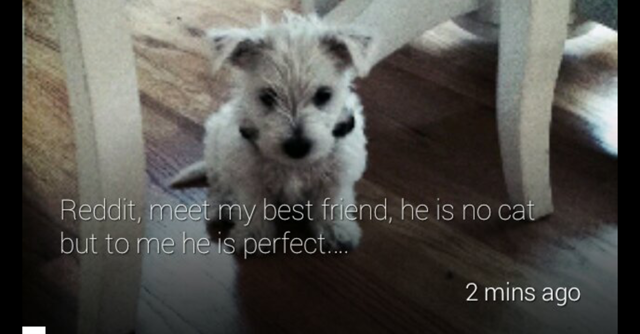 Reddit, meet my best friend, he is no cat
but to me he is perfect....
2 mins ago